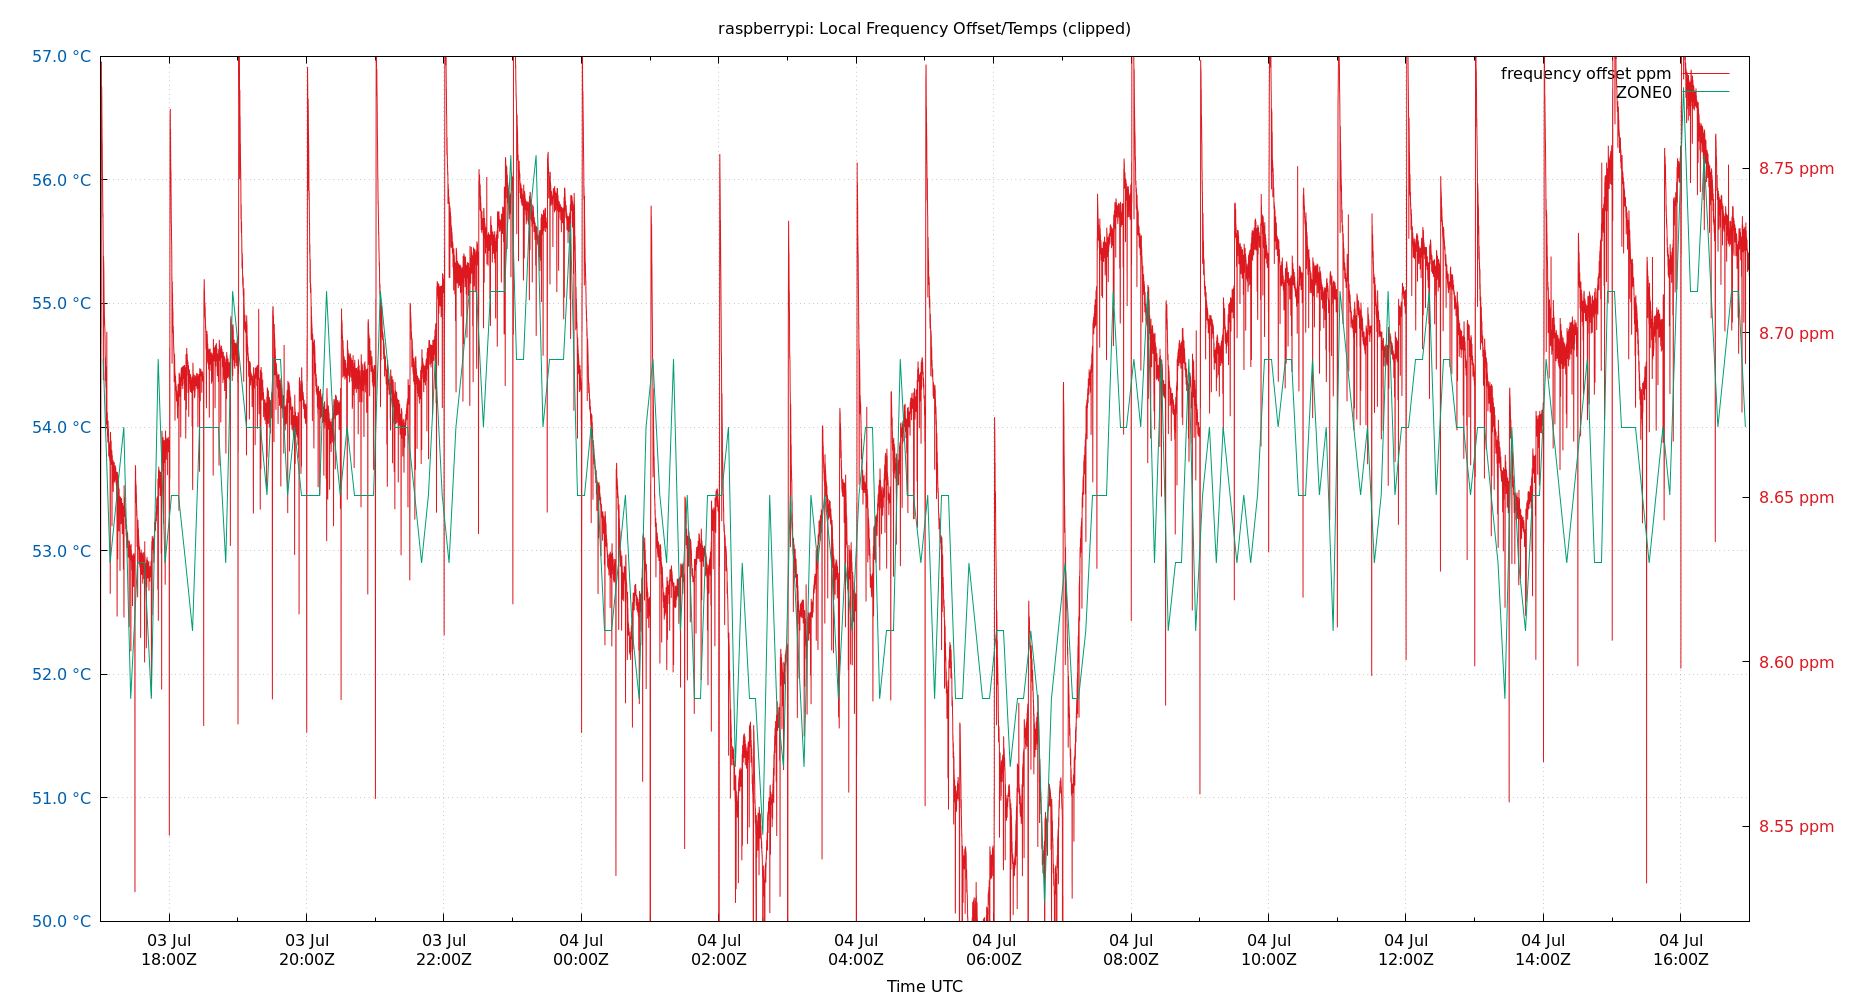 raspberrypi: Local Frequency Offset/Temps (clipped)
frequency offset ppm
ZONE0
57.0 °C
56.0 °C
55.0 °C
54.0 °C
53.0 °C
52.0 °C
51.0 °C
50.0 °C
8.75 ppm
8.70 ppm
8.65 ppm
8.60 ppm
8.55 ppm
03 Jul 18:00Z
03 Jul 20:00Z
03 Jul 22:00Z
04 Jul 00:00Z
04 Jul 02:00Z
04 Jul 04:00Z
04 Jul 06:00Z
04 Jul 08:00Z
04 Jul 10:00Z
04 Jul 12:00Z
04 Jul 14:00Z
04 Jul 16:00Z
Time UTC